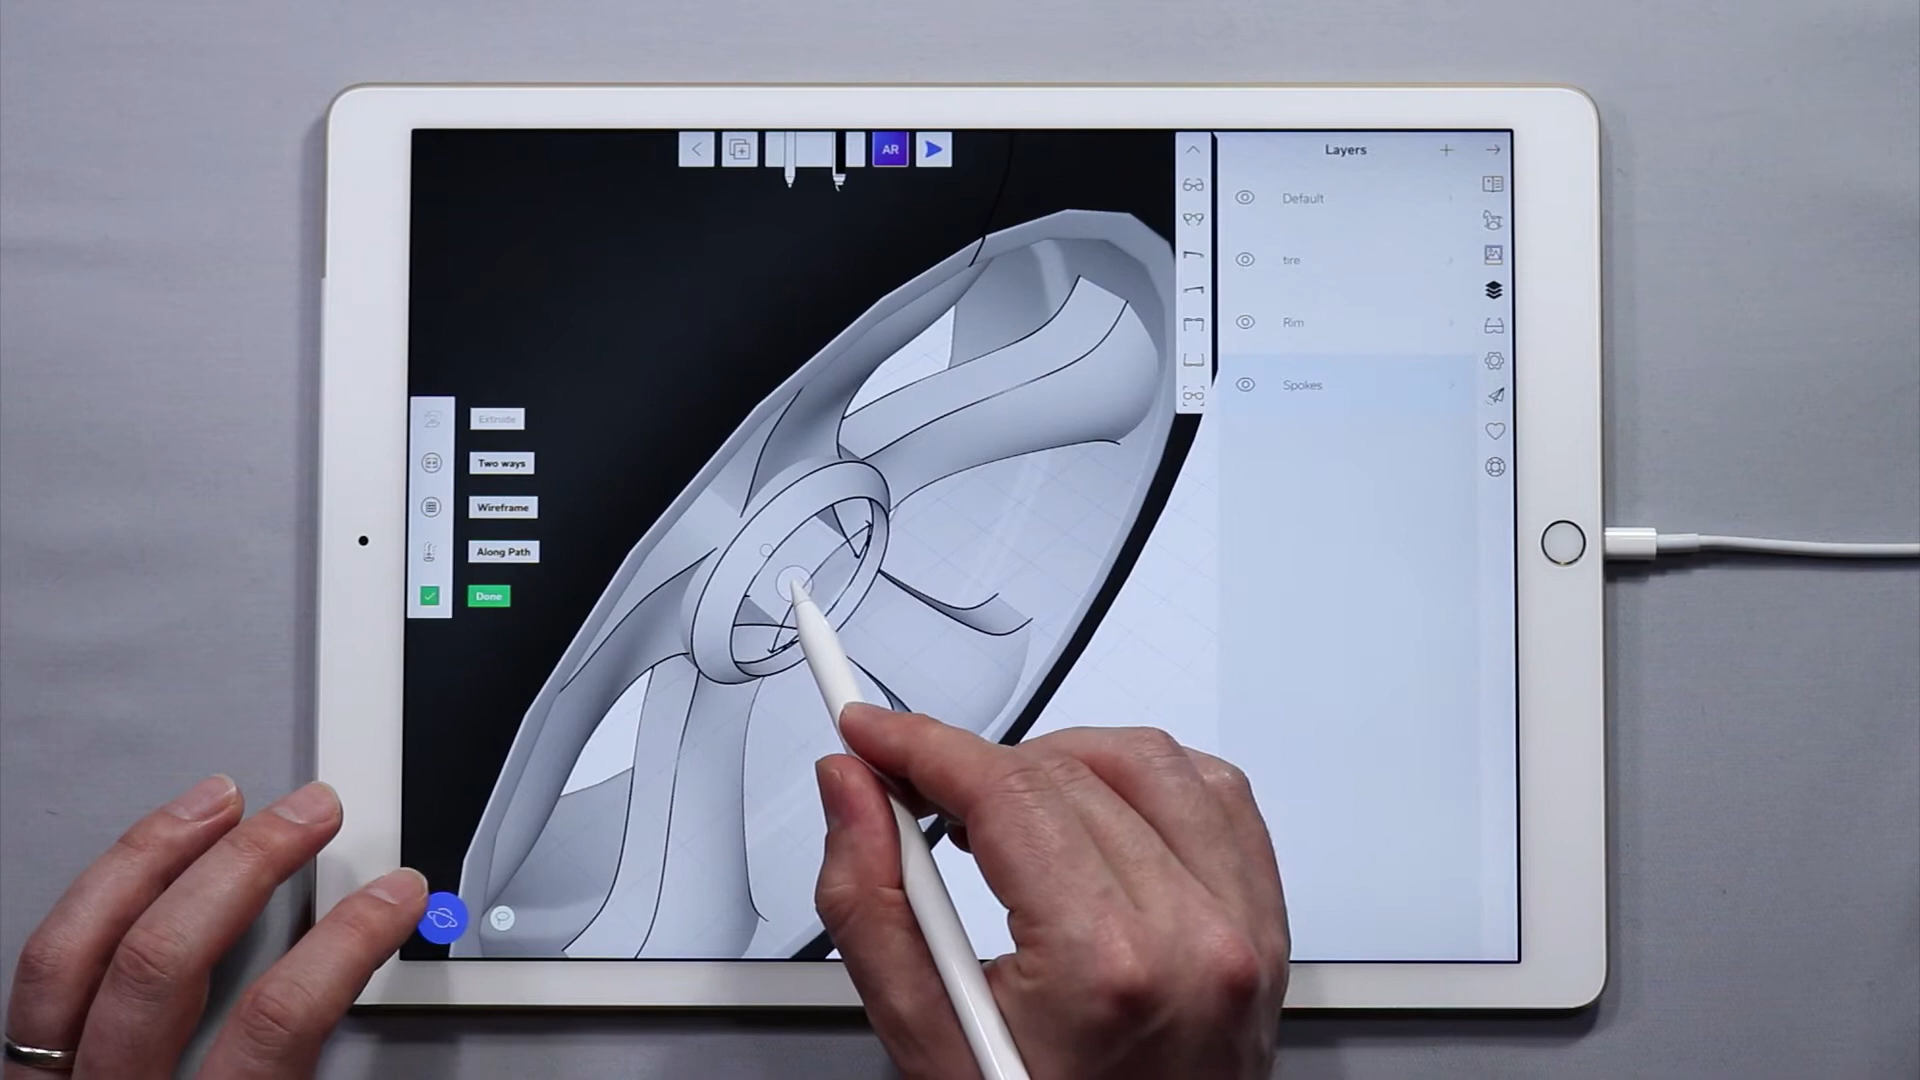 AR
Layers
Default
tire
Rim
Spokes
Extrude
Two ways
Wireframe
Along Path
Done